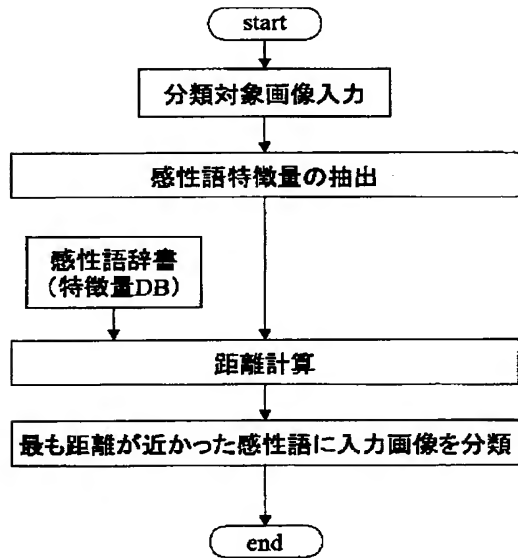 start
分類対象画像入力
感性語特徴量の抽出
感性語辞書
(特徴量DB)
距離計算
最も距離が近かった感性語に入力画像を分類
end